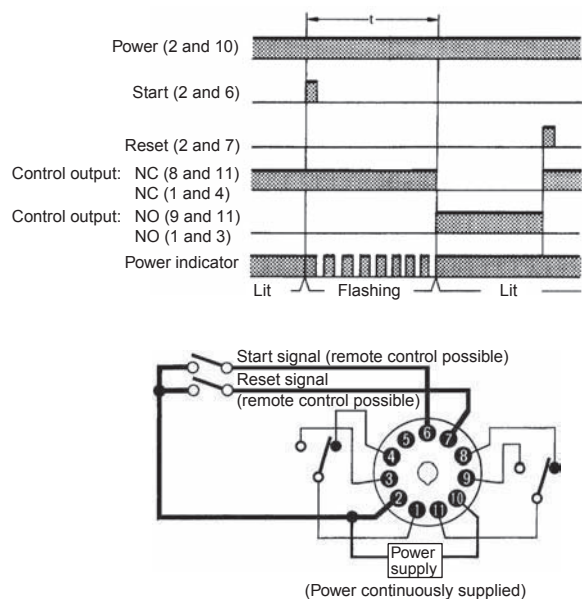 t
Power (2 and 10)
Start (2 and 6)
Reset (2 and 7)
Control output: NC (8 and 11)
NC (1 and 4)
Control output: NO (9 and 11)
NO (1 and 3)
Power indicator
Lit Flashing Lit
Start signal (remote control possible)
Reset signal
(remote control possible)
5 6 7
4 8
3 9
2 10
1 11
Power
supply
(Power continuously supplied)